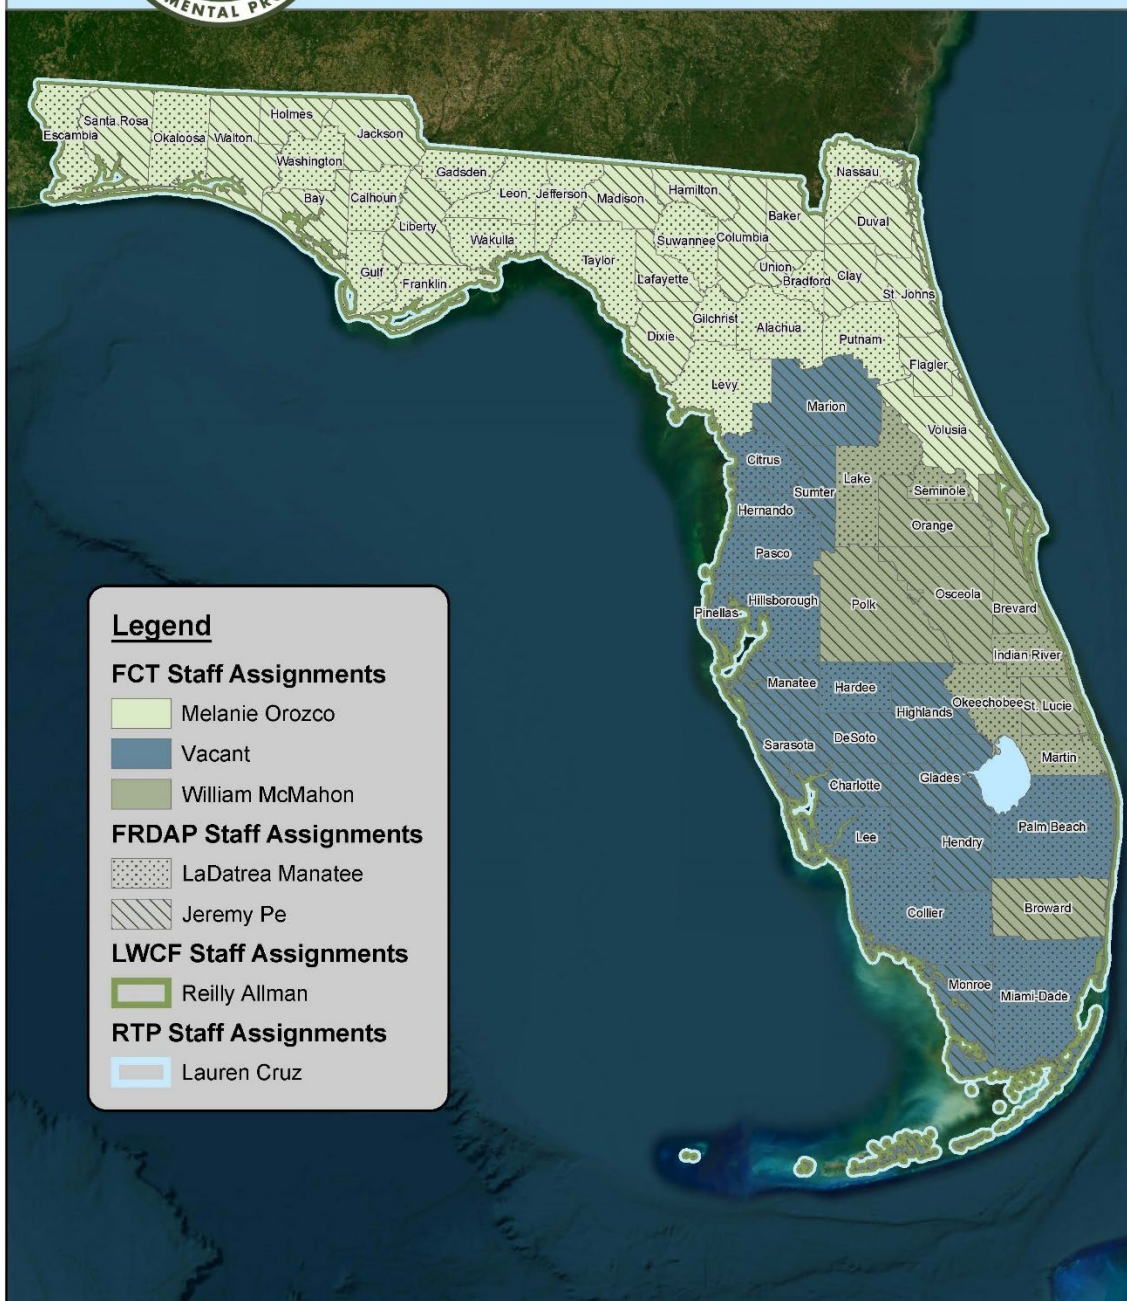 MENTAL PRO
Escambia
Santa Rosa
Okaloosa
Walton
Holmes
Jackson
Washington
Bay
Calhoun
Gadsden
Liberty
Gulf
Franklin
Leon
Wakulla
Jefferson
Madison
Taylor
Hamilton
Suwannee
Columbia
Lafayette
Dixie
Baker
Nassau
Duval
Union
Bradford
Clay
St. Johns
Gilchrist
Alachua
Putnam
Flagler
Levy
Marion
Volusia
Citrus
Sumter
Lake
Seminole
Hernando
Orange
Pasco
Pinellas
Hillsborough
Polk
Osceola
Brevard
Indian River
Manatee
Hardee
Highlands
Okeechobee
St. Lucie
Sarasota
DeSoto
Martin
Charlotte
Glades
Lee
Hendry
Palm Beach
Collier
Broward
Monroe
Miami-Dade
Legend
FCT Staff Assignments
Melanie Orozco
Vacant
William McMahon
FRDAP Staff Assignments
LaDatrea Manatee
Jeremy Pe
LWCF Staff Assignments
Reilly Allman
RTP Staff Assignments
Lauren Cruz